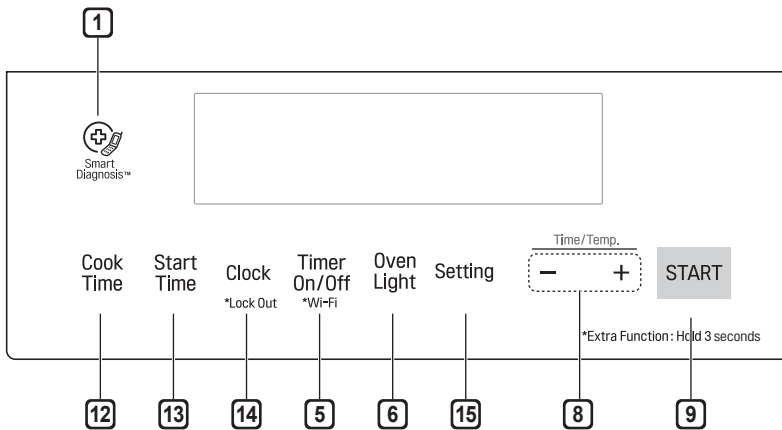 1
Smart
Diagnosis™
Cook
Time
Start
Time
Clock
*Lock Out
Timer
On/Off
*Wi-Fi
Oven
Light
Setting
Time/Temp.
− +
START
*Extra Function : Hold 3 seconds
12 13 14 5 6 15 8 9